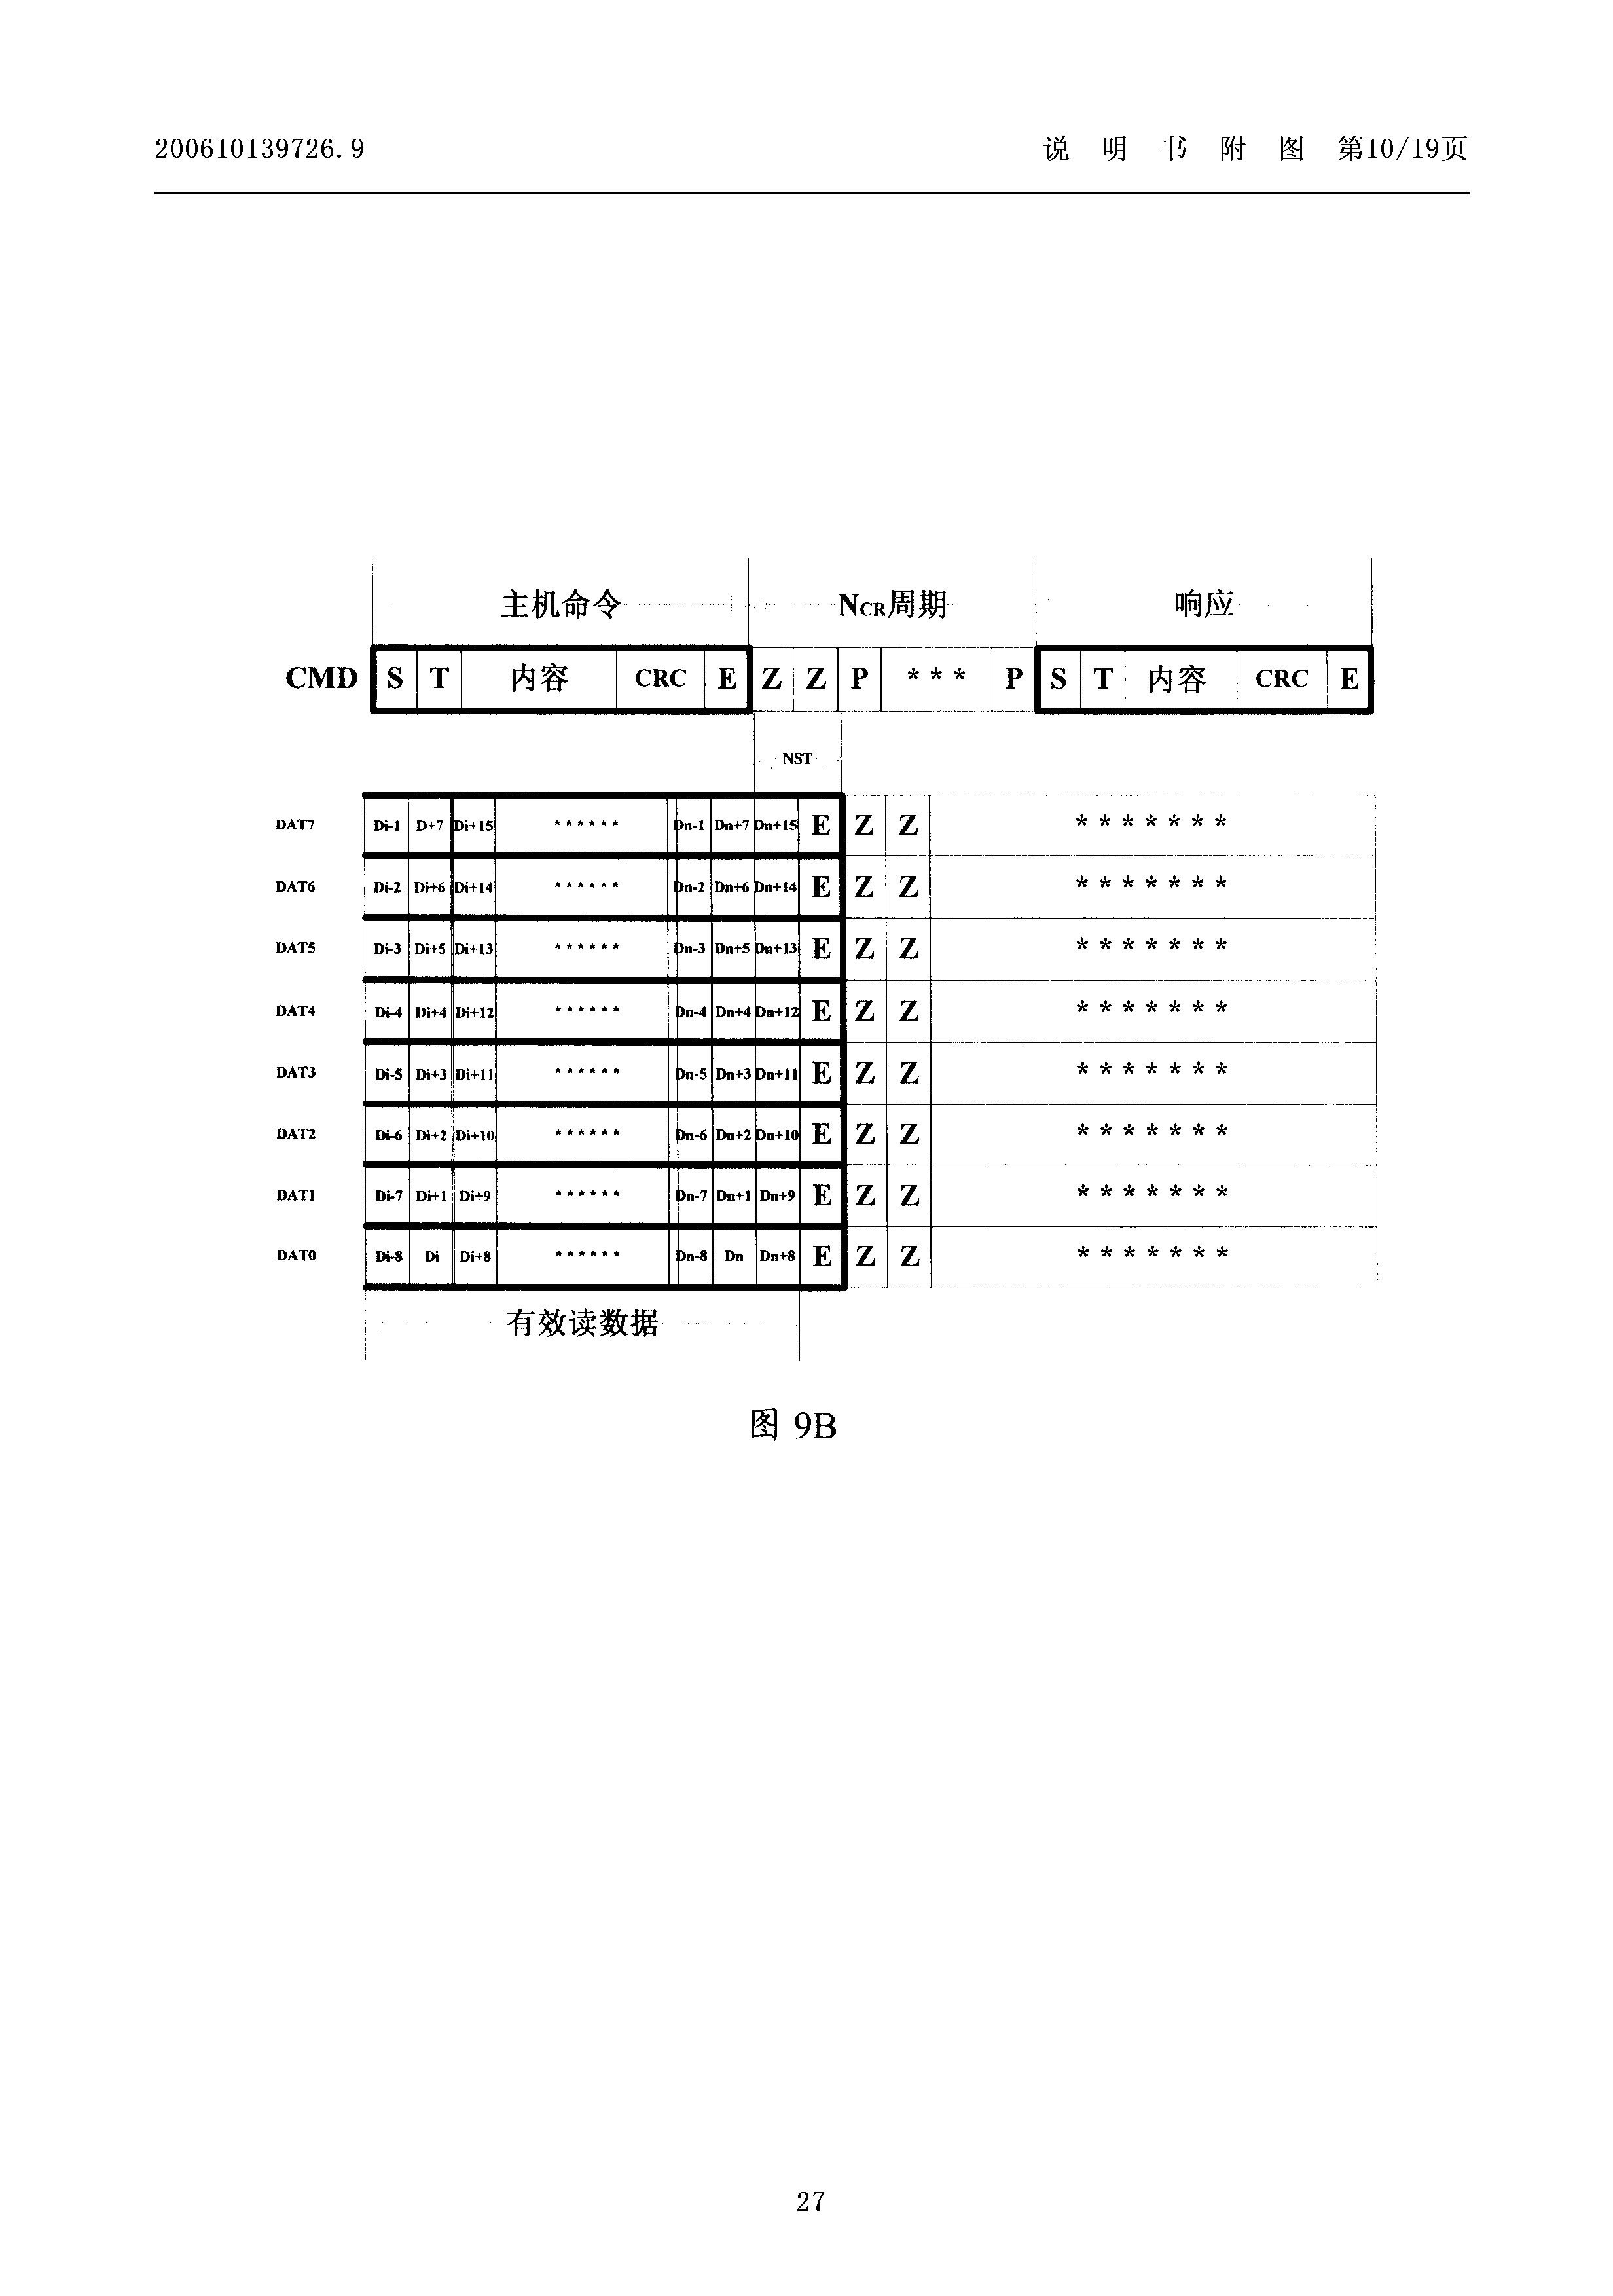 200610139726.9 说 明 书 附 图 第10/19页
主机命令 NCR周期 响应
CMD S T 内容 CRC E Z Z P *** P S T 内容 CRC E
NST
DAT7 Di-1 D+7 Di+15 ****** Dn-1 Dn+7 Dn+15 E Z Z *******
DAT6 Di-2 Di+6 Di+14 ****** Dn-2 Dn+6 Dn+14 E Z Z *******
DAT5 Di-3 Di+5 Di+13 ****** Dn-3 Dn+5 Dn+13 E Z Z *******
DAT4 Di-4 Di+4 Di+12 ****** Dn-4 Dn+4 Dn+12 E Z Z *******
DAT3 Di-5 Di+3 Di+11 ****** Dn-5 Dn+3 Dn+11 E Z Z *******
DAT2 Di-6 Di+2 Di+10 ****** Dn-6 Dn+2 Dn+10 E Z Z *******
DAT1 Di-7 Di+1 Di+9 ****** Dn-7 Dn+1 Dn+9 E Z Z *******
DAT0 Di-8 Di Di+8 ****** Dn-8 Dn Dn+8 E Z Z *******
有效读数据
图 9B
27